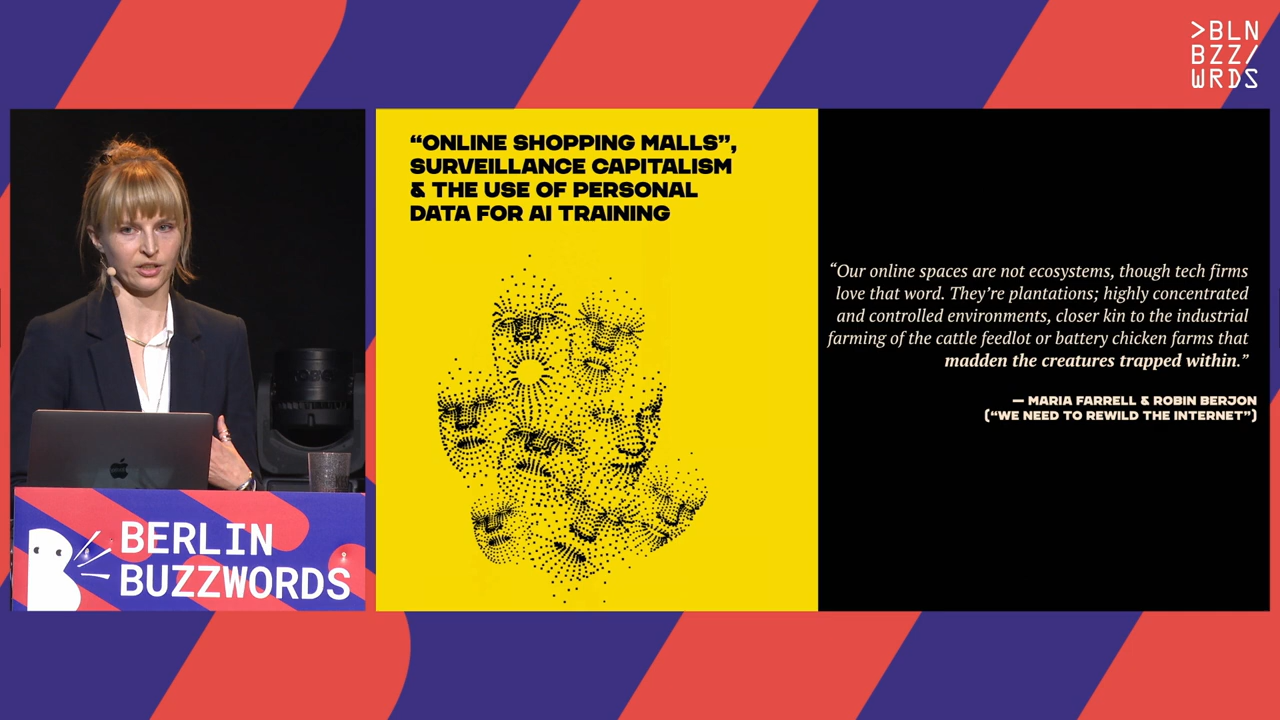 >BLN
BZZ/
WRDS
“ONLINE SHOPPING MALLS”,
SURVEILLANCE CAPITALISM
& THE USE OF PERSONAL
DATA FOR AI TRAINING
“Our online spaces are not ecosystems, though tech firms
love that word. They’re plantations; highly concentrated
and controlled environments, closer kin to the industrial
farming of the cattle feedlot or battery chicken farms that
madden the creatures trapped within.”
— MARIA FARRELL & ROBIN BERJON
(“WE NEED TO REWILD THE INTERNET”)
BERLIN
BUZZWORDS